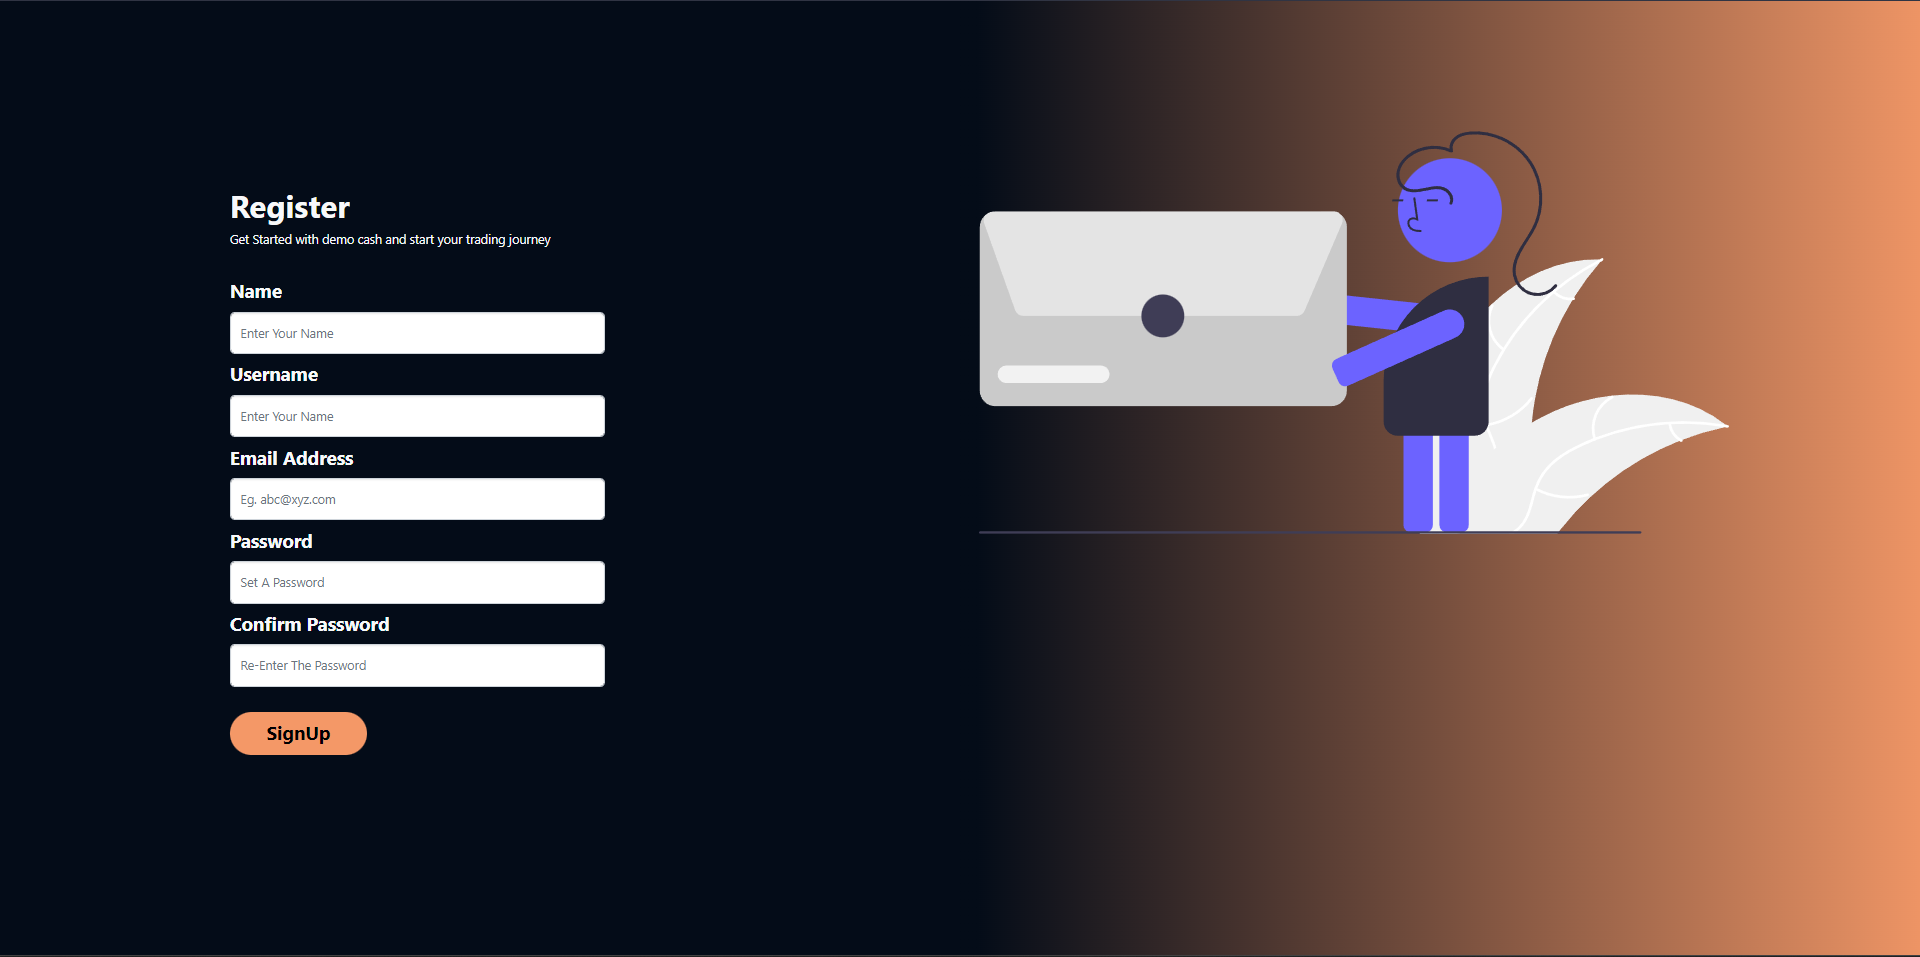 Register
Get Started with demo cash and start your trading journey
Name
Enter Your Name
Username
Enter Your Name
Email Address
Eg. abc@xyz.com
Password
Set A Password
Confirm Password
Re-Enter The Password
SignUp